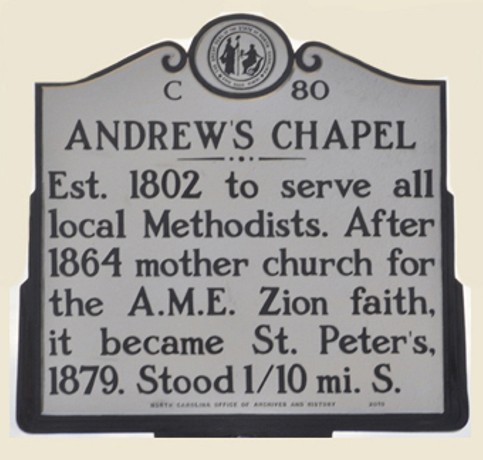 C 80
ANDREW'S CHAPEL
Est. 1802 to serve all
local Methodists. After
1864 mother church for
the A.M.E. Zion faith,
it became St. Peter's,
1879. Stood 1/10 mi. S.
NORTH CAROLINA OFFICE OF ARCHIVES AND HISTORY